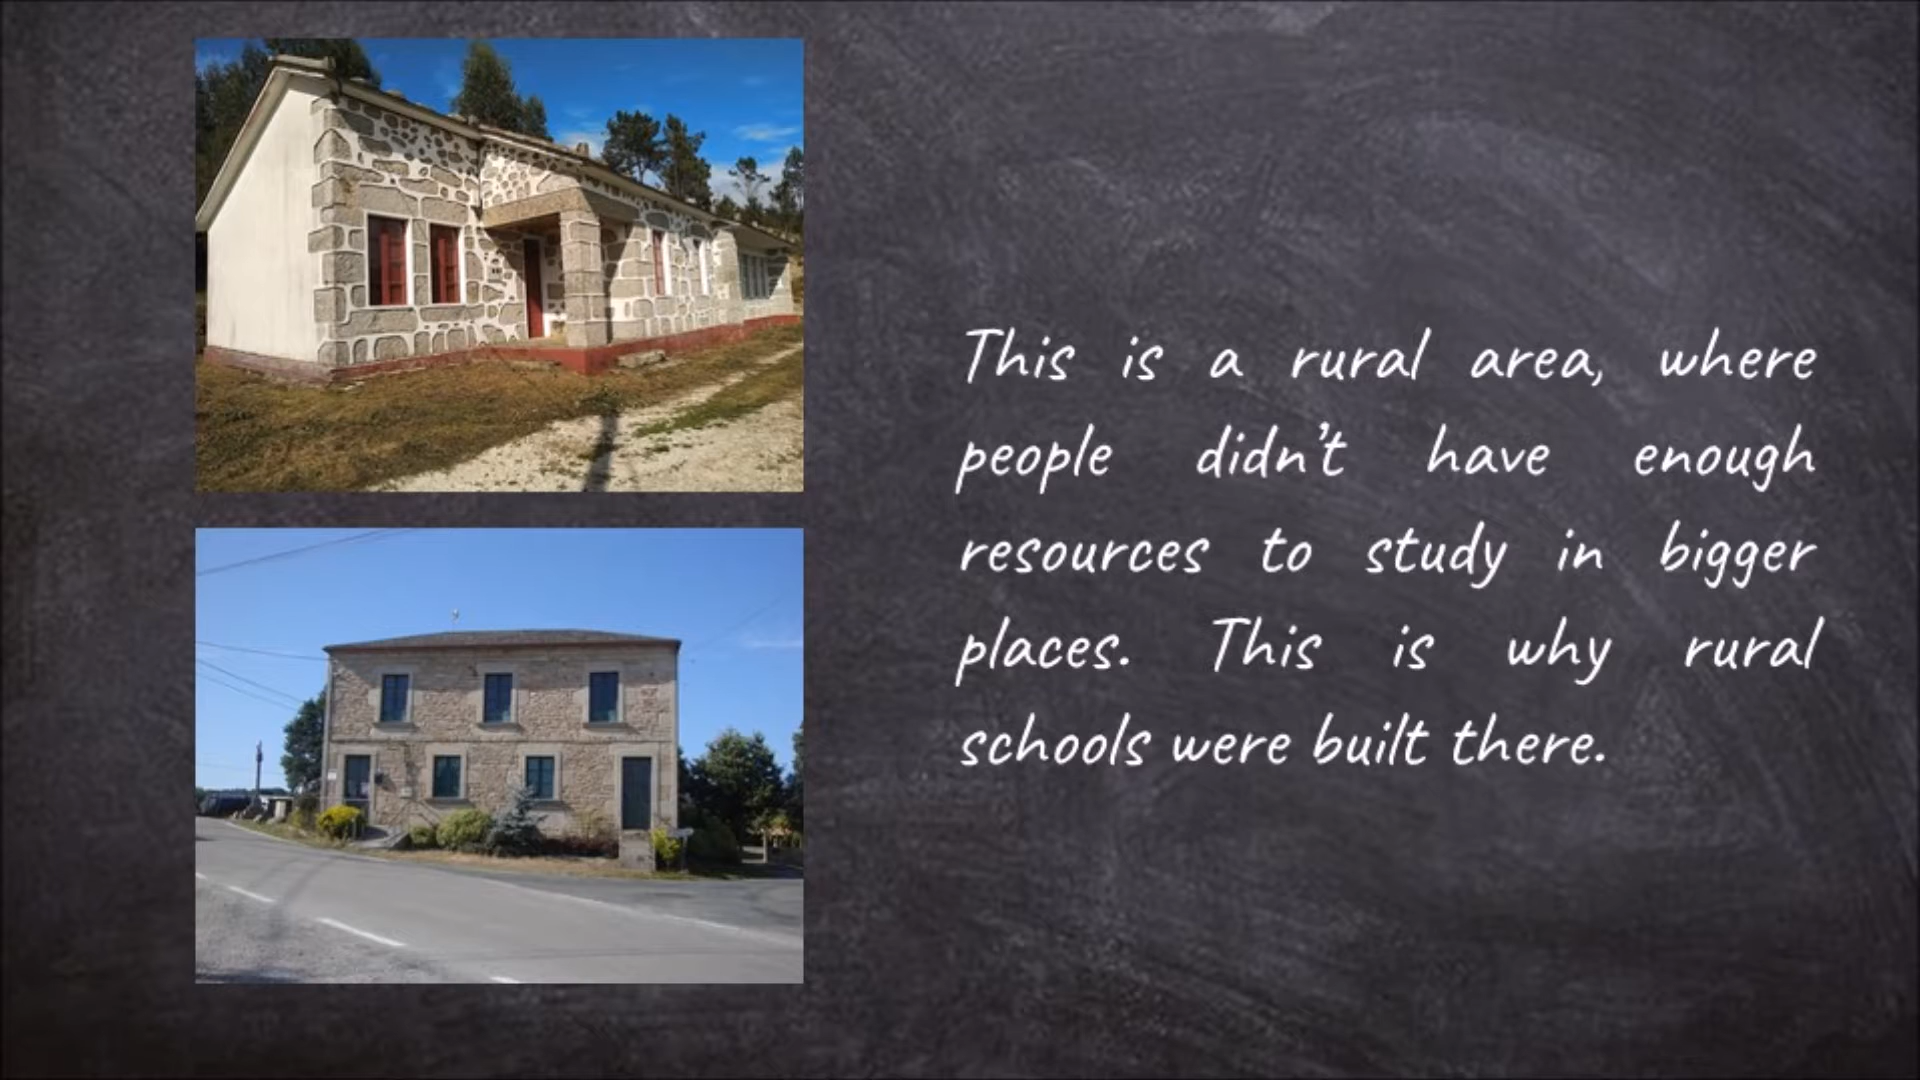 This is a rural area, where
people didn't have enough
resources to study in bigger
places. This is why rural
schools were built there.